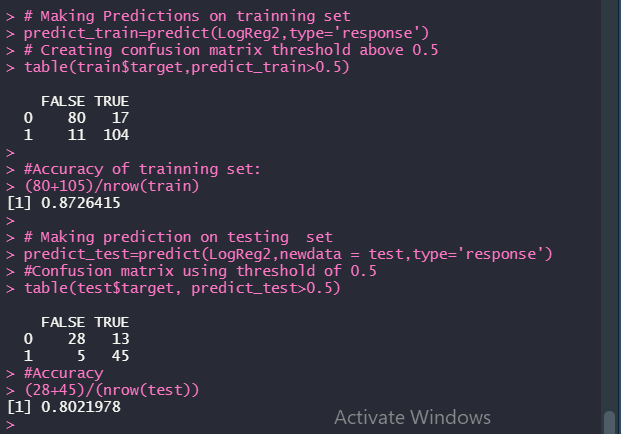 > # Making Predictions on trainning set
> predict_train=predict(LogReg2,type='response')
> # Creating confusion matrix threshold above 0.5
> table(train$target,predict_train>0.5)
FALSE TRUE
0 80 17
1 11 104
>
> #Accuracy of trainning set:
> (80+105)/nrow(train)
[1] 0.8726415
>
> # Making prediction on testing  set
> predict_test=predict(LogReg2,newdata = test,type='response')
> #Confusion matrix using threshold of 0.5
> table(test$target, predict_test>0.5)
FALSE TRUE
0 28 13
1 5 45
> #Accuracy
> (28+45)/(nrow(test))
[1] 0.8021978
>
Activate Windows